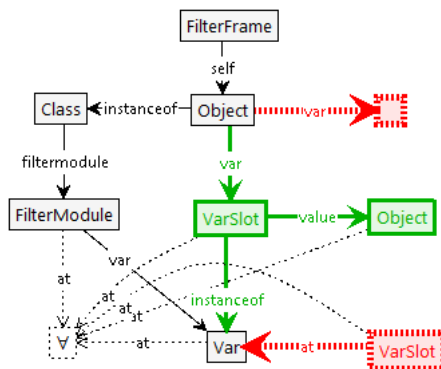 FilterFrame
self
Class
instanceof
Object
var
filtermodule
var
FilterModule
VarSlot
value
Object
var
at
at
instanceof
at
at
∀
at
Var
at
VarSlot